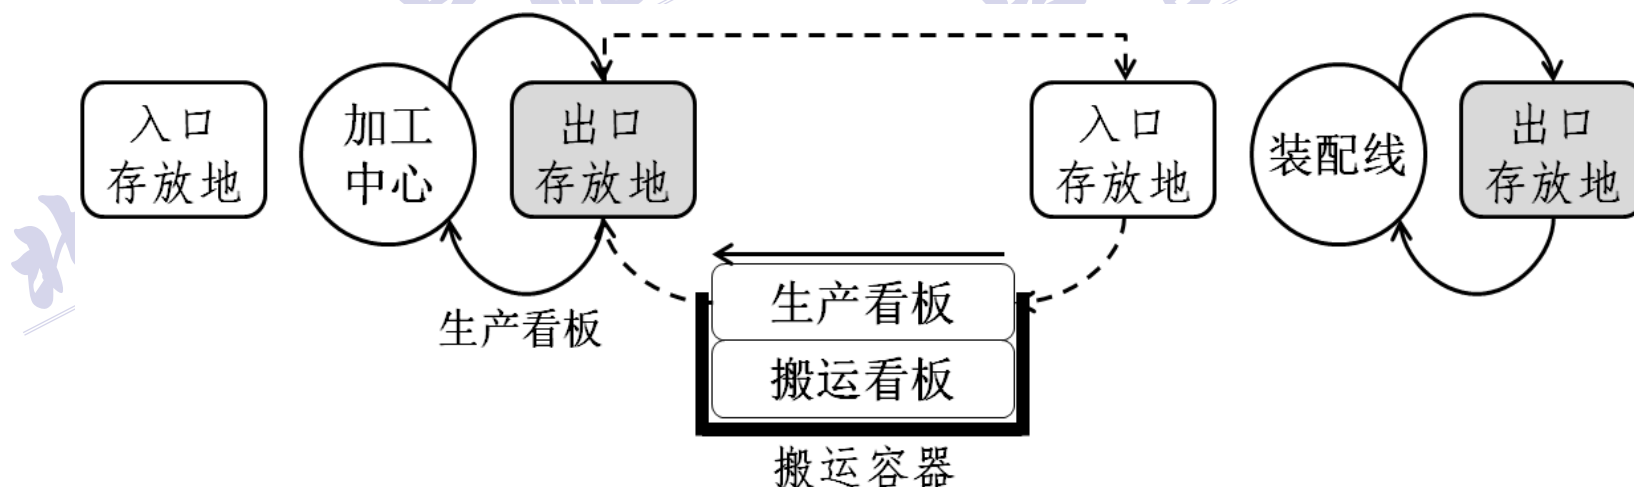 入口
存放地
加工
中心
出口
存放地
入口
存放地
装配线
出口
存放地
生产看板
生产看板
搬运看板
搬运容器